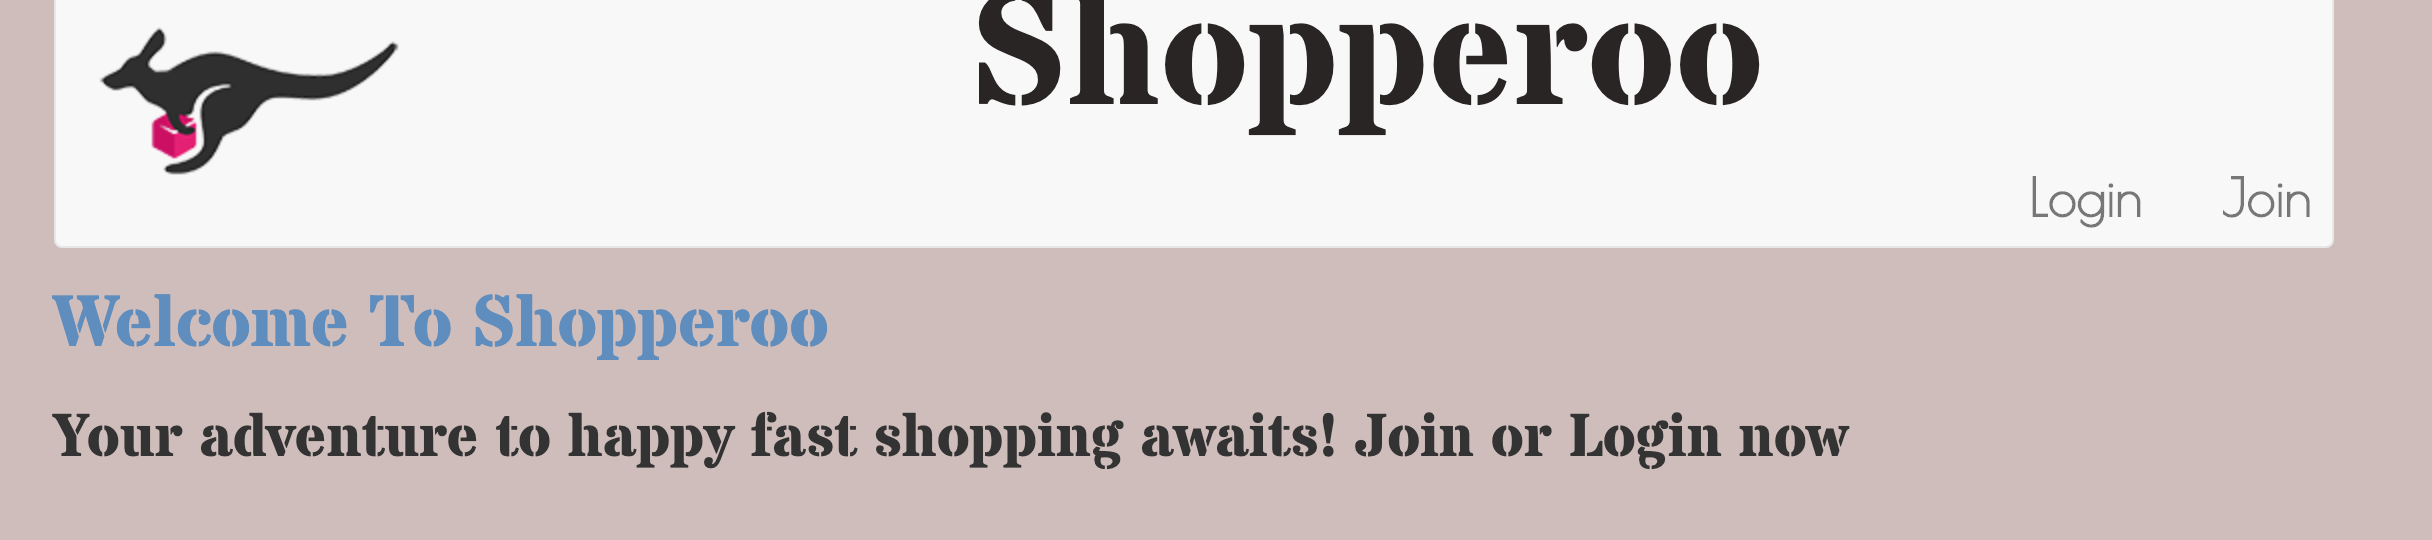 Shopperoo
Login Join
Welcome To Shopperoo
Your adventure to happy fast shopping awaits! Join or Login now